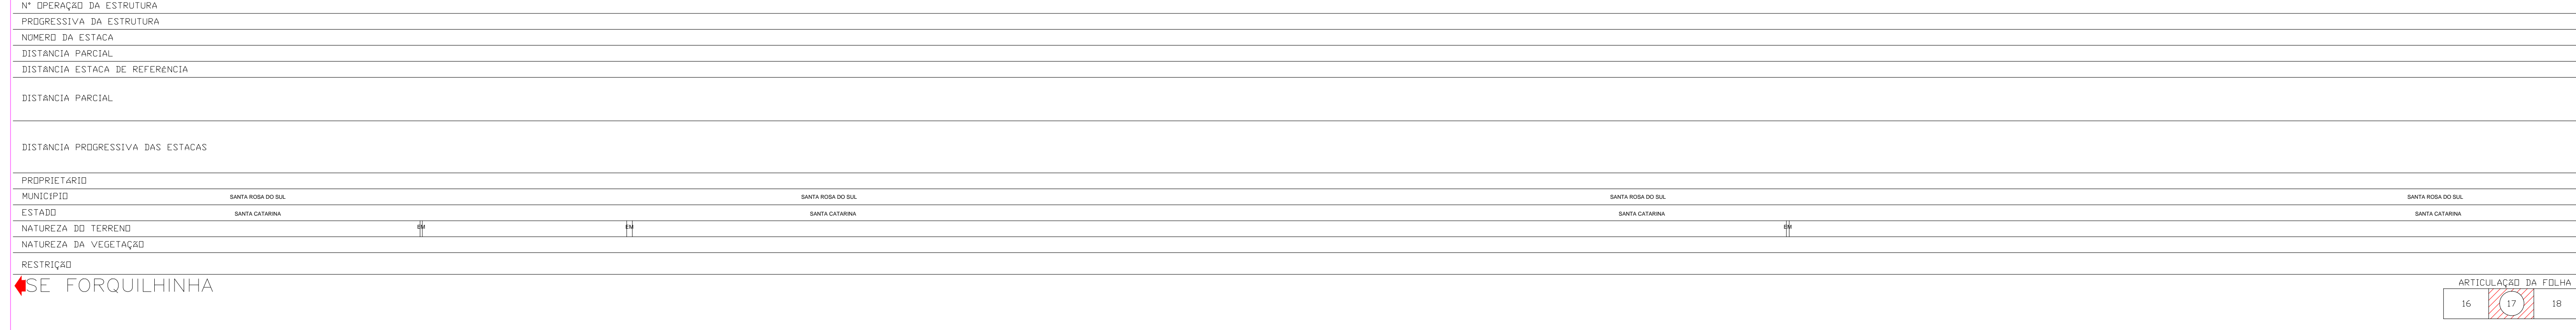 N° OPERAÇÃO DA ESTRUTURA
PROGRESSIVA DA ESTRUTURA
NÚMERO DA ESTACA
DISTÂNCIA PARCIAL
DISTÂNCIA ESTACA DE REFERÊNCIA
DISTÂNCIA PARCIAL
DISTÂNCIA PROGRESSIVA DAS ESTACAS
PROPRIETÁRIO
MUNICÍPIO SANTA ROSA DO SUL SANTA ROSA DO SUL SANTA ROSA DO SUL SANTA ROSA DO SUL
ESTADO SANTA CATARINA SANTA CATARINA SANTA CATARINA SANTA CATARINA
NATUREZA DO TERRENO EM EM EM
NATUREZA DA VEGETAÇÃO
RESTRIÇÃO
SE FORQUILHINHA
ARTICULAÇÃO DA FOLHA
16 17 18